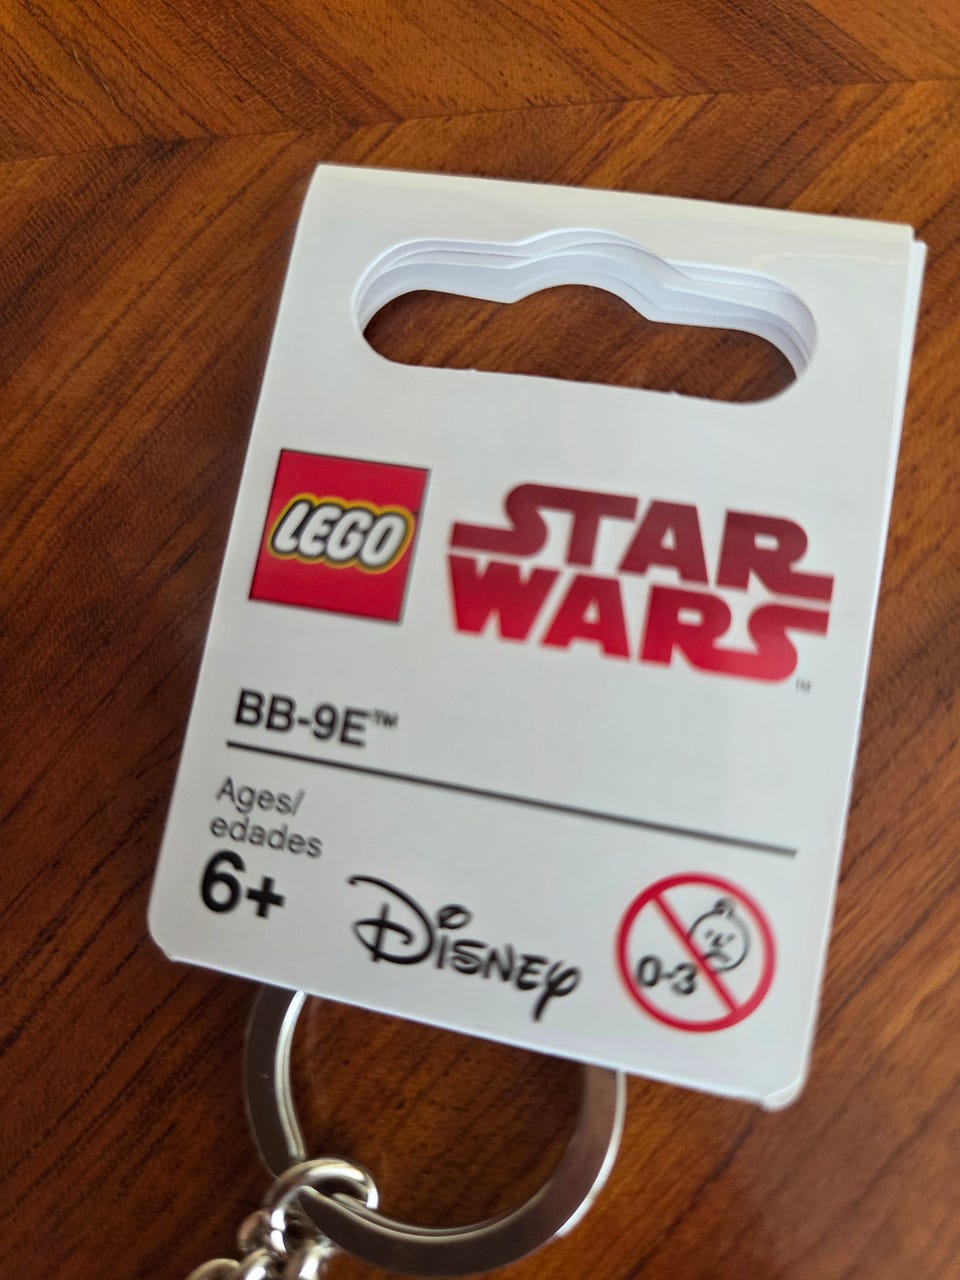 LEGO
STAR
WARS
TM
BB-9E™
Ages/
edades
6+
Disney
0-3